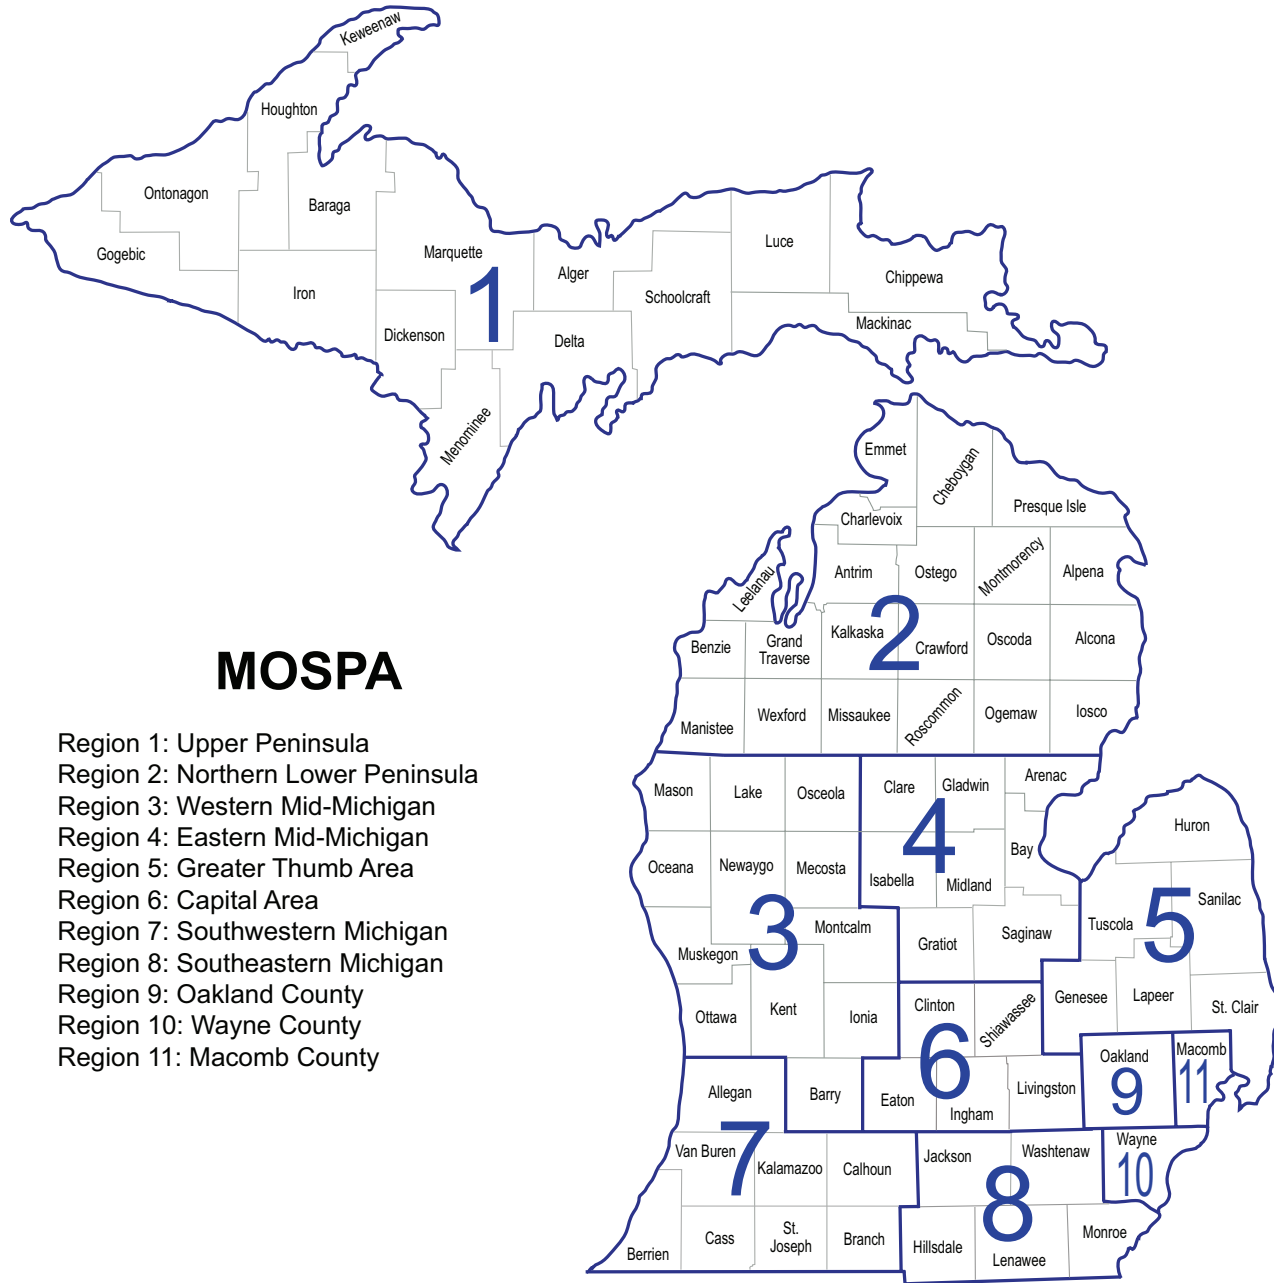 Keweenaw
Houghton
Ontonagon
Baraga
Gogebic
Marquette
Luce
Alger
Chippewa
Iron
Schoolcraft
1
Mackinac
Dickenson
Delta
Menominee
Emmet
Cheboygan
Presque Isle
Charlevoix
Leelanau
Antrim
Ostego
Montmorency
Alpena
Benzie
Grand
Traverse
Kalkaska
2
Crawford
Oscoda
Alcona
Manistee
Wexford
Missaukee
Roscommon
Ogemaw
Iosco
MOSPA
Region 1: Upper Peninsula
Region 2: Northern Lower Peninsula
Region 3: Western Mid-Michigan
Region 4: Eastern Mid-Michigan
Region 5: Greater Thumb Area
Region 6: Capital Area
Region 7: Southwestern Michigan
Region 8: Southeastern Michigan
Region 9: Oakland County
Region 10: Wayne County
Region 11: Macomb County
Mason
Lake
Osceola
Clare
Gladwin
Arenac
4
Huron
Oceana
Newaygo
Mecosta
Isabella
Midland
Bay
3
Montcalm
Muskegon
Gratiot
Saginaw
Tuscola
5
Sanilac
Ottawa
Kent
Ionia
Clinton
Shiawassee
Genesee
Lapeer
St. Clair
6
Allegan
Barry
Eaton
Ingham
Livingston
Oakland
9
Macomb
11
7
Van Buren
Kalamazoo
Calhoun
Jackson
Washtenaw
Wayne
10
8
Berrien
Cass
St.
Joseph
Branch
Hillsdale
Lenawee
Monroe